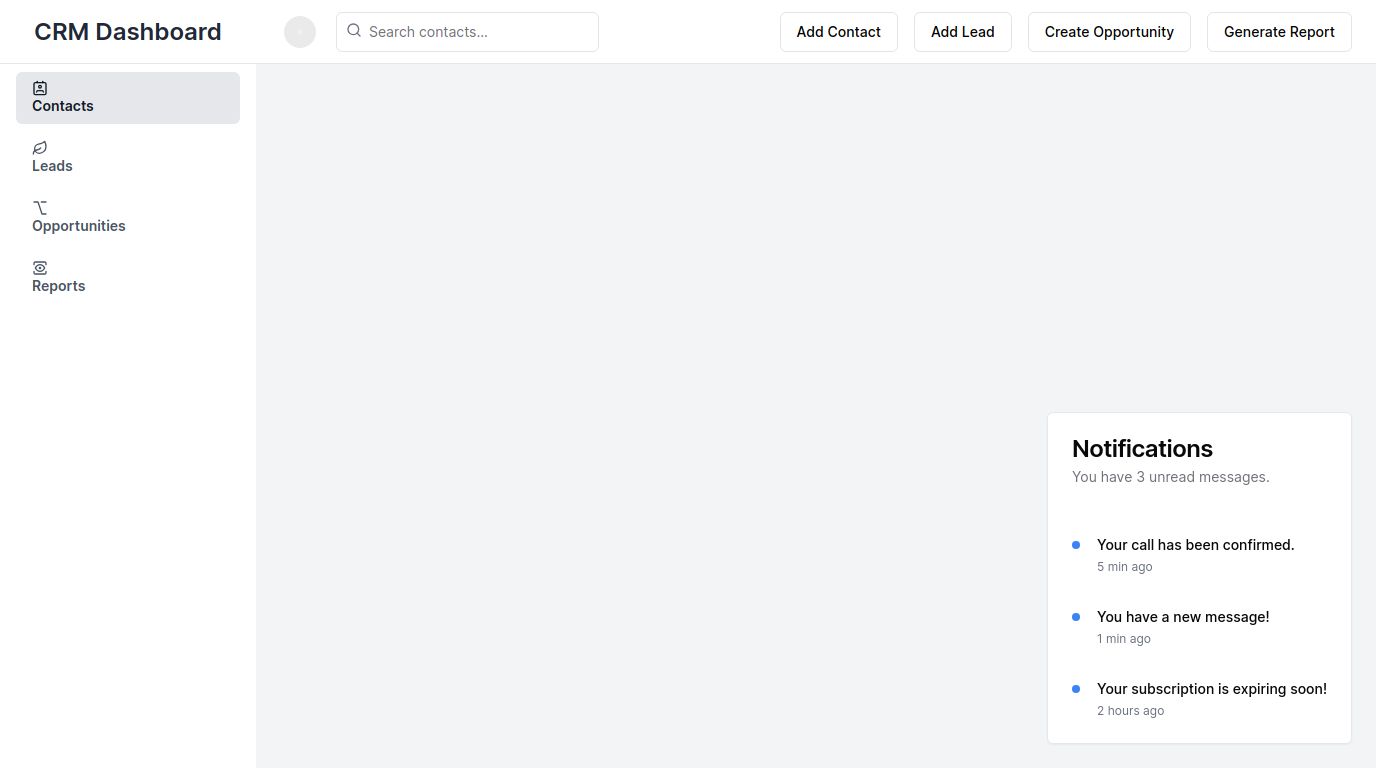 CRM Dashboard
Search contacts...
Add Contact
Add Lead
Create Opportunity
Generate Report
Contacts
Leads
Opportunities
Reports
Notifications
You have 3 unread messages.
Your call has been confirmed.
5 min ago
You have a new message!
1 min ago
Your subscription is expiring soon!
2 hours ago